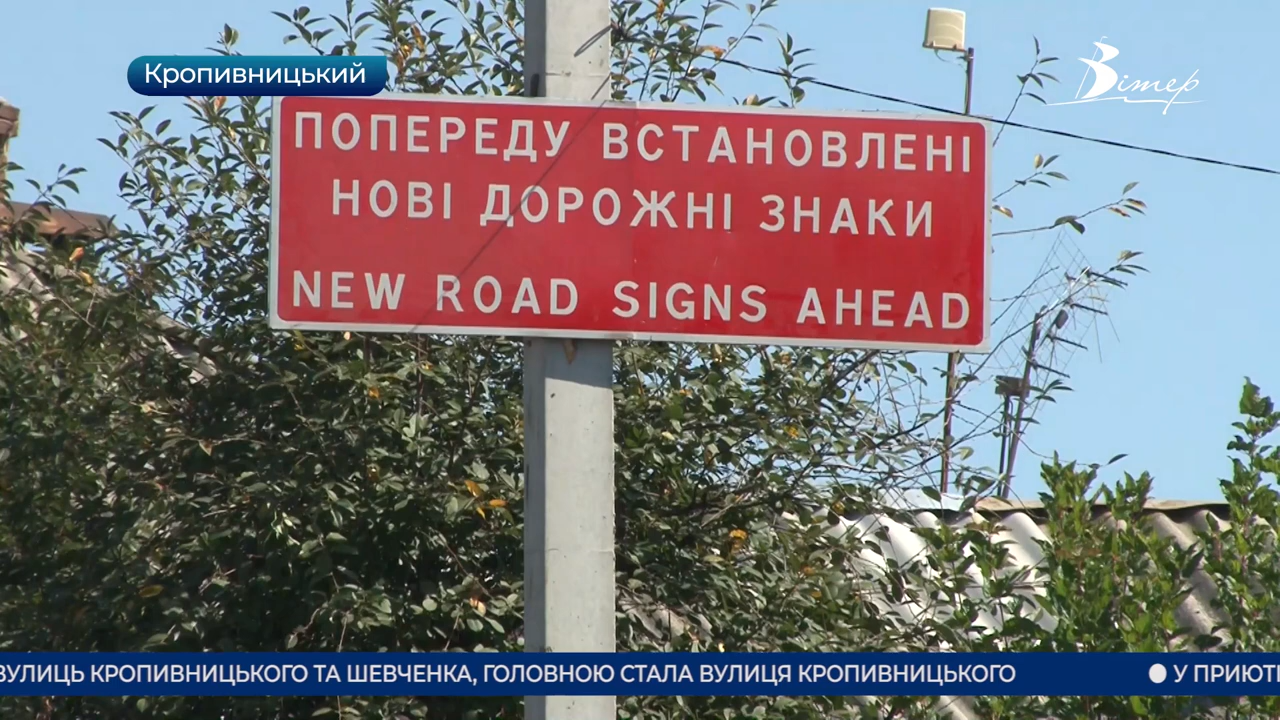 Кропивницький
Вітер
ПОПЕРЕДУ ВСТАНОВЛЕНІ
НОВІ ДОРОЖНІ ЗНАКИ
NEW ROAD SIGNS AHEAD
ВУЛИЦЬ КРОПИВНИЦЬКОГО ТА ШЕВЧЕНКА, ГОЛОВНОЮ СТАЛА ВУЛИЦЯ КРОПИВНИЦЬКОГО ● У ПРИЮТІ